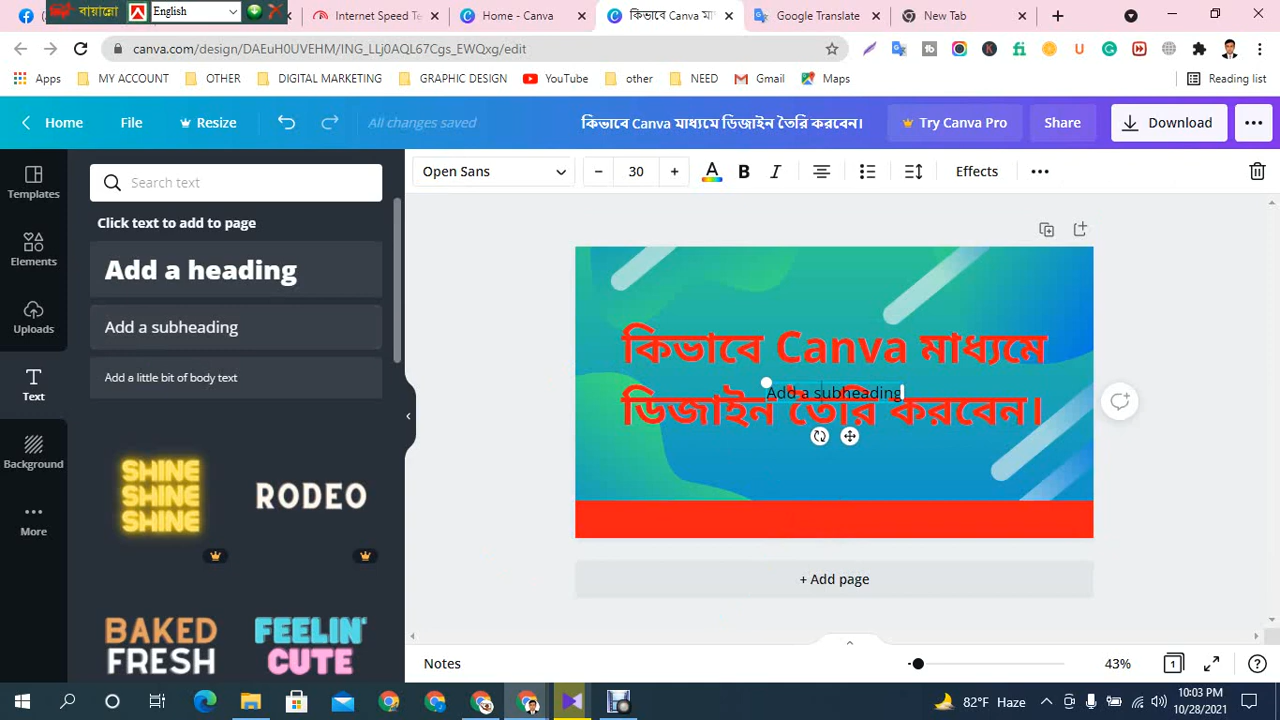 বায়ান্নো
English
Internet Speed Te
Home - Canva
কিভাবে Canva মা
Google Translate
New Tab
canva.com/design/DAEuH0UVEHM/ING_LLj0AQL67Cgs_EWQxg/edit
Apps
MY ACCOUNT
OTHER
DIGITAL MARKETING
GRAPHIC DESIGN
YouTube
other
NEED
Gmail
Maps
Reading list
Home
File
Resize
All changes saved
কিভাবে Canva মাধ্যমে ডিজাইন তৈরি করবেন।
Try Canva Pro
Share
Download
Templates
Elements
Uploads
Text
Background
More
Search text
Click text to add to page
Add a heading
Add a subheading
Add a little bit of body text
SHINE
SHINE
SHINE
RODEO
BAKED
FRESH
FEELIN'
CUTE
Open Sans
30
A
B
I
Effects
কিভাবে Canva মাধ্যমে
Add a subheading
ডিজাইন তৈরি করবেন।
+ Add page
Notes
43%
1
82°F Haze
10:03 PM
10/28/2021